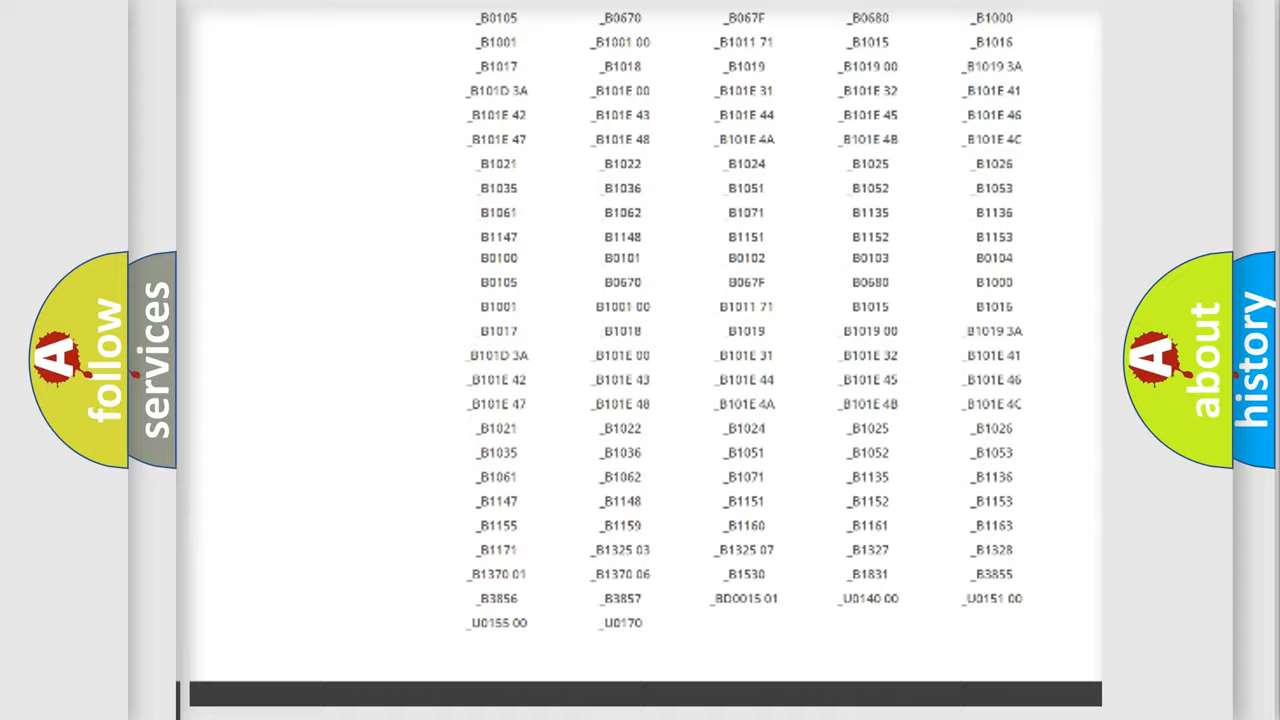 _B0105 _B0670 _B067F _B0680 _B1000
_B1001 _B1001 00 _B1011 71 _B1015 _B1016
_B1017 _B1018 _B1019 _B1019 00 _B1019 3A
_B101D 3A _B101E 00 _B101E 31 _B101E 32 _B101E 41
_B101E 42 _B101E 43 _B101E 44 _B101E 45 _B101E 46
_B101E 47 _B101E 48 _B101E 4A _B101E 4B _B101E 4C
_B1021 _B1022 _B1024 _B1025 _B1026
_B1035 _B1036 _B1051 _B1052 _B1053
B1061 B1062 B1071 B1135 B1136
B1147 B1148 B1151 B1152 B1153
B0100 B0101 B0102 B0103 B0104
B0105 B0670 B067F B0680 B1000
B1001 B1001 00 B1011 71 B1015 B1016
B1017 B1018 _B1019 _B1019 00 _B1019 3A
_B101D 3A _B101E 00 _B101E 31 _B101E 32 _B101E 41
_B101E 42 _B101E 43 _B101E 44 _B101E 45 _B101E 46
_B101E 47 _B101E 48 _B101E 4A _B101E 4B _B101E 4C
_B1021 _B1022 _B1024 _B1025 _B1026
_B1035 _B1036 _B1051 _B1052 _B1053
_B1061 _B1062 _B1071 _B1135 _B1136
_B1147 _B1148 _B1151 _B1152 _B1153
_B1155 _B1159 _B1160 _B1161 _B1163
_B1171 _B1325 03 _B1325 07 _B1327 _B1328
_B1370 01 _B1370 06 _B1530 _B1831 _B3855
_B3856 _B3857 _BD0015 01 _U0140 00 _U0151 00
_U0155 00 _U0170
A follow
services
A about
history